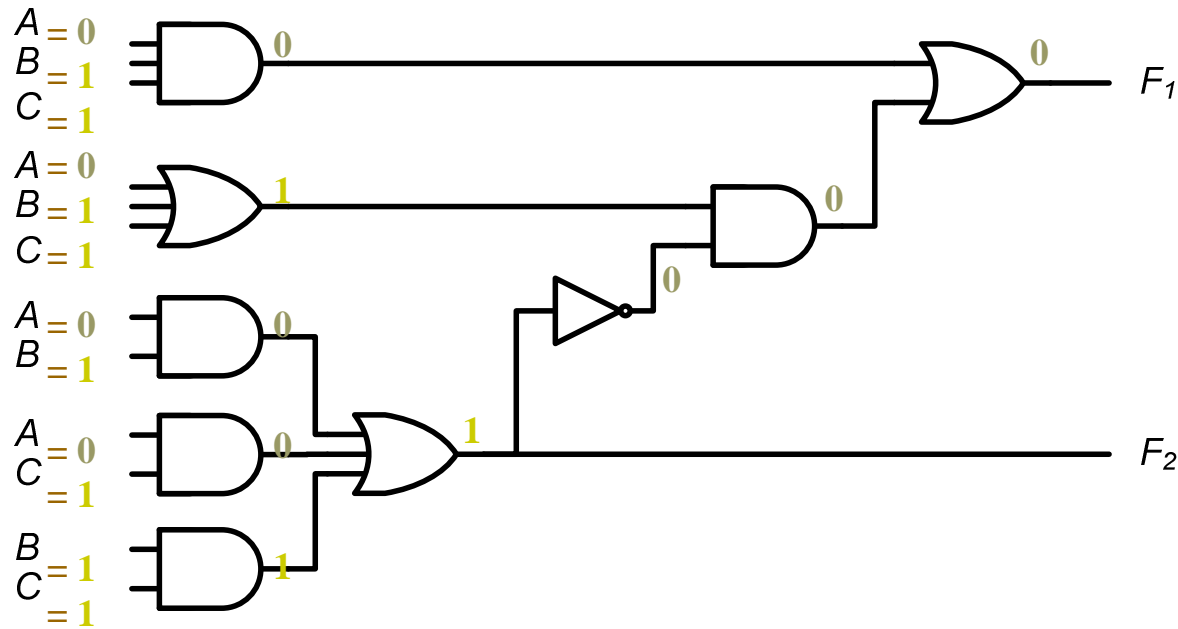 A = 0
0
0
B = 1
F1
C = 1
A = 0
1
B = 1
0
C = 1
0
A = 0
0
B = 1
A = 0
0
1
F2
C = 1
B = 1
1
C = 1